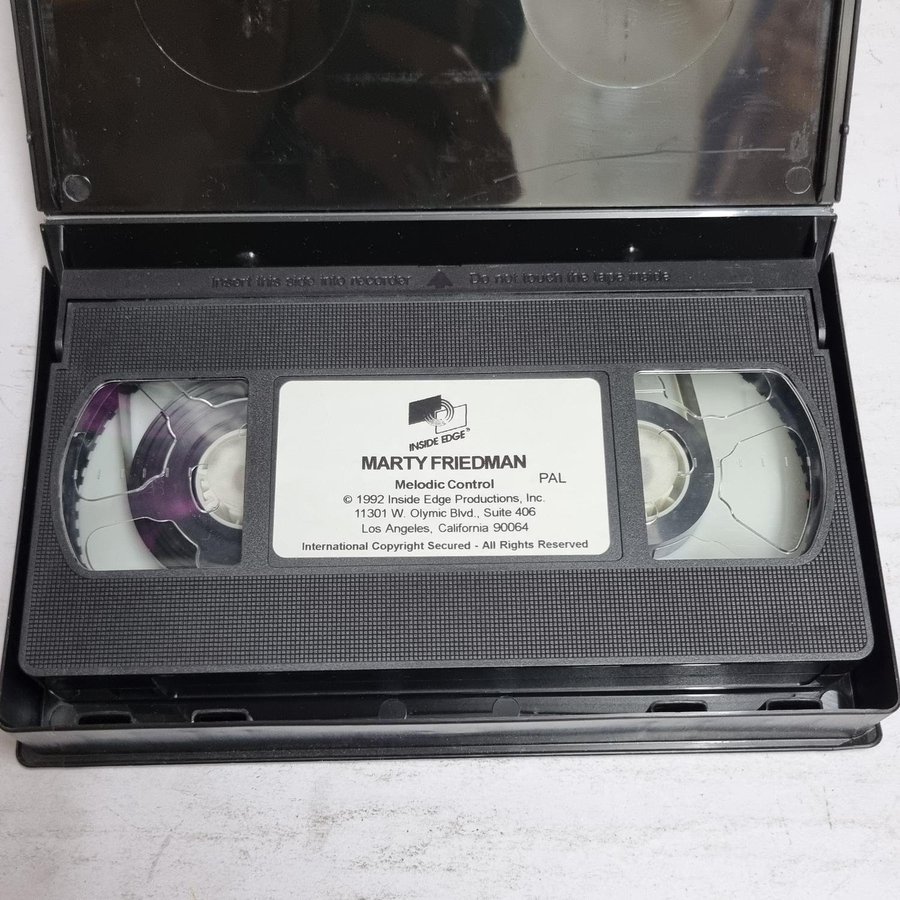 Insert this side into recorder ▲ Do not touch the tape inside
INSIDE EDGE®
MARTY FRIEDMAN
Melodic Control PAL
© 1992 Inside Edge Productions, Inc.
11301 W. Olymic Blvd., Suite 406
Los Angeles, California 90064
International Copyright Secured - All Rights Reserved